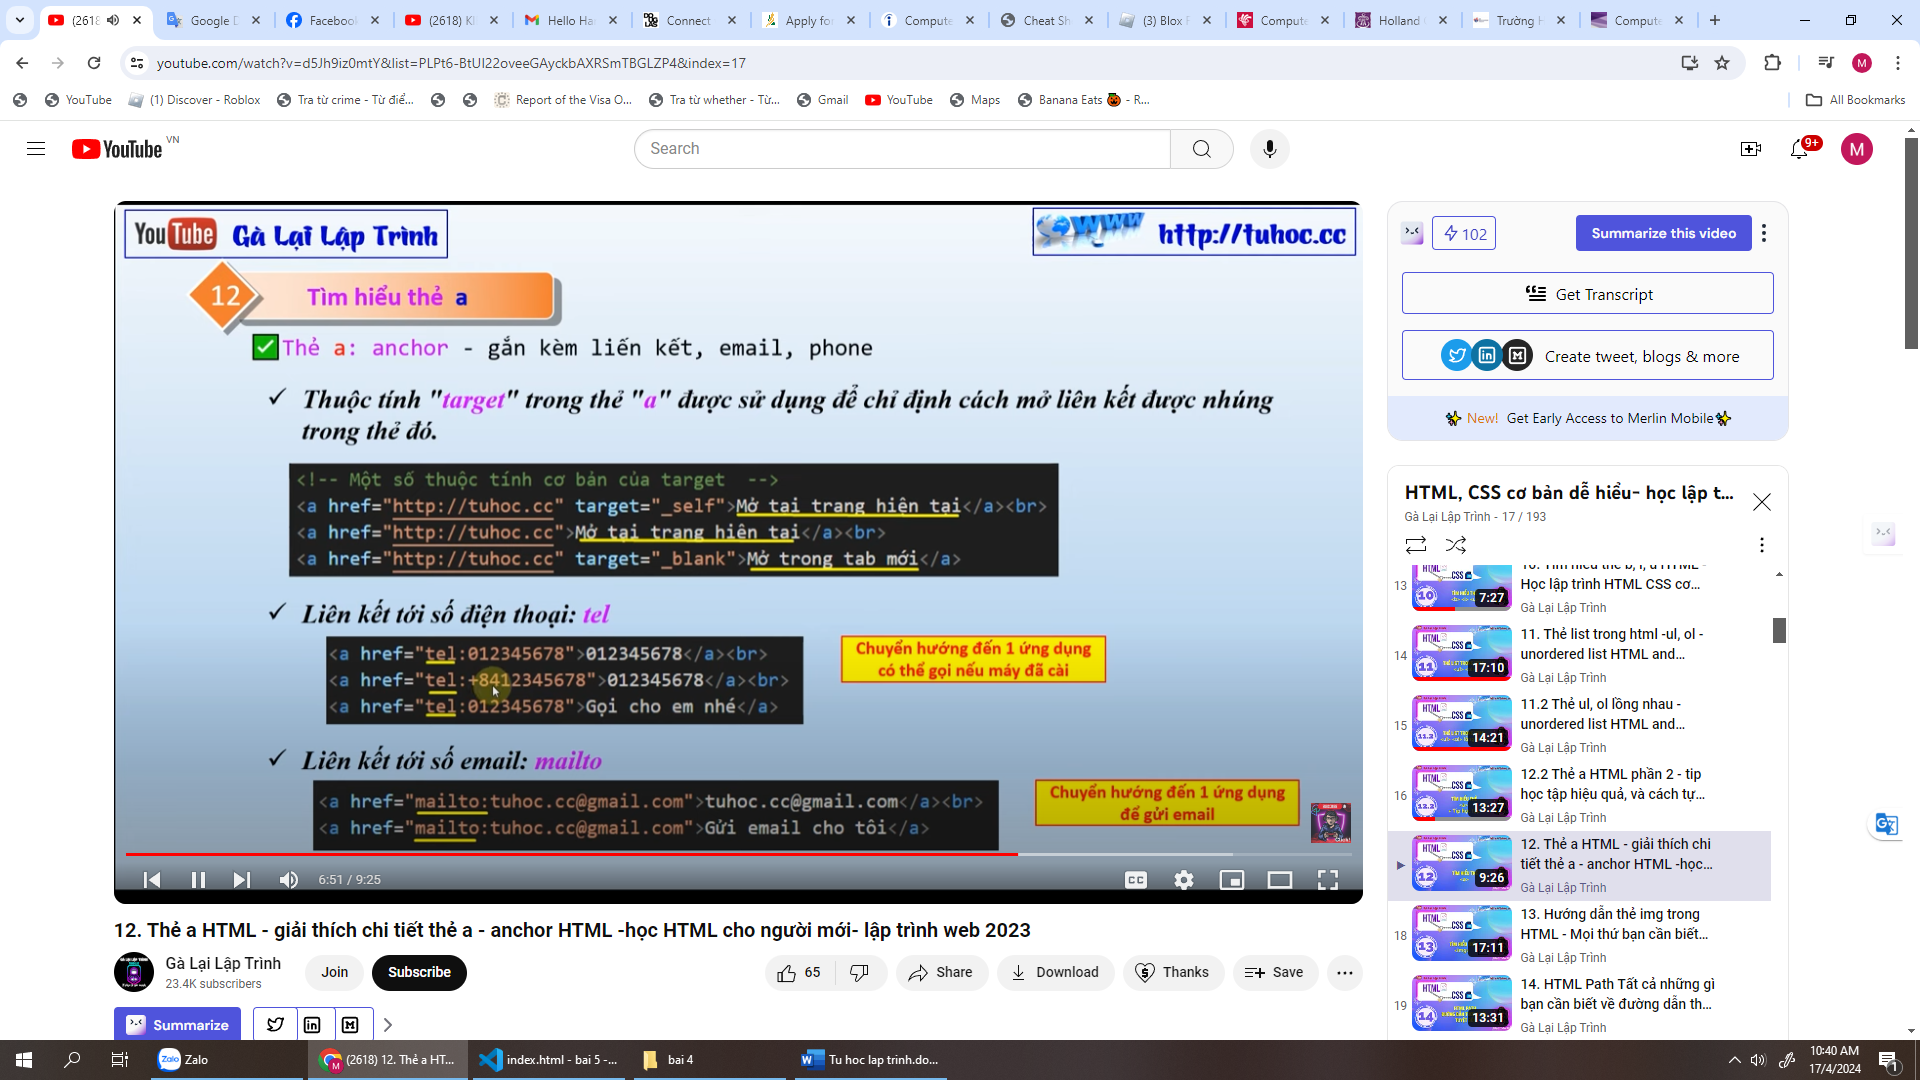 (2618)
Google D
Facebook
(2618) Kl
Hello Ha
Connect
Apply for
Compute
Cheat Sh
(3) Blox F
Compute
Holland C
Trường H
Compute
youtube.com/watch?v=d5Jh9iz0mtY&list=PLPt6-BtUI22oveeGAyckbAXRSmTBGLZP4&index=17
M
YouTube
(1) Discover - Roblox
Tra từ crime - Từ điể...
Report of the Visa O...
Tra từ whether - Từ...
Gmail
YouTube
Maps
Banana Eats 🎃 - R...
All Bookmarks
YouTube VN
Search
9+
M
YouTube Gà Lại Lập Trình
WWW http://tuhoc.cc
12 Tìm hiểu thẻ a
✅Thẻ a: anchor - gắn kèm liến kết, email, phone
✓ Thuộc tính "target" trong thẻ "a" được sử dụng để chỉ định cách mở liên kết được nhúng
trong thẻ đó.
<!-- Một số thuộc tính cơ bản của target -->
<a href="http://tuhoc.cc" target="_self">Mở tại trang hiện tại</a><br>
<a href="http://tuhoc.cc">Mở tại trang hiện tại</a><br>
<a href="http://tuhoc.cc" target="_blank">Mở trong tab mới</a>
✓ Liên kết tới số điện thoại: tel
<a href="tel:012345678">012345678</a><br>
<a href="tel:+8412345678">012345678</a><br>
<a href="tel:012345678">Gọi cho em nhé</a>
Chuyển hướng đến 1 ứng dụng
có thể gọi nếu máy đã cài
✓ Liên kết tới số email: mailto
<a href="mailto:tuhoc.cc@gmail.com">tuhoc.cc@gmail.com</a><br>
<a href="mailto:tuhoc.cc@gmail.com">Gửi email cho tôi</a>
Chuyển hướng đến 1 ứng dụng
để gửi email
6:51 / 9:25
CC
12. Thẻ a HTML - giải thích chi tiết thẻ a - anchor HTML -học HTML cho người mới- lập trình web 2023
Gà Lại Lập Trình
23.4K subscribers
Join
Subscribe
65
Share
Download
Thanks
Save
Summarize
102
Summarize this video
Get Transcript
Create tweet, blogs & more
✨ New! Get Early Access to Merlin Mobile✨
HTML, CSS cơ bản dễ hiểu- học lập t...
Gà Lại Lập Trình - 17 / 193
13
7:27
10. Tìm hiểu thẻ b, i, u HTML -
Học lập trình HTML CSS cơ...
Gà Lại Lập Trình
14
17:10
11. Thẻ list trong html -ul, ol -
unordered list HTML and...
Gà Lại Lập Trình
15
14:21
11.2 Thẻ ul, ol lồng nhau -
unordered list HTML and...
Gà Lại Lập Trình
16
13:27
12.2 Thẻ a HTML phần 2 - tip
học tập hiệu quả, và cách tự...
Gà Lại Lập Trình
9:26
12. Thẻ a HTML - giải thích chi
tiết thẻ a - anchor HTML -học...
Gà Lại Lập Trình
18
17:11
13. Hướng dẫn thẻ img trong
HTML - Mọi thứ bạn cần biết...
Gà Lại Lập Trình
19
13:31
14. HTML Path Tất cả những gì
bạn cần biết về đường dẫn th...
Gà Lại Lập Trình
Zalo
(2618) 12. Thẻ a HT...
index.html - bai 5 -...
bai 4
Tu hoc lap trinh.do...
10:40 AM
17/4/2024
1